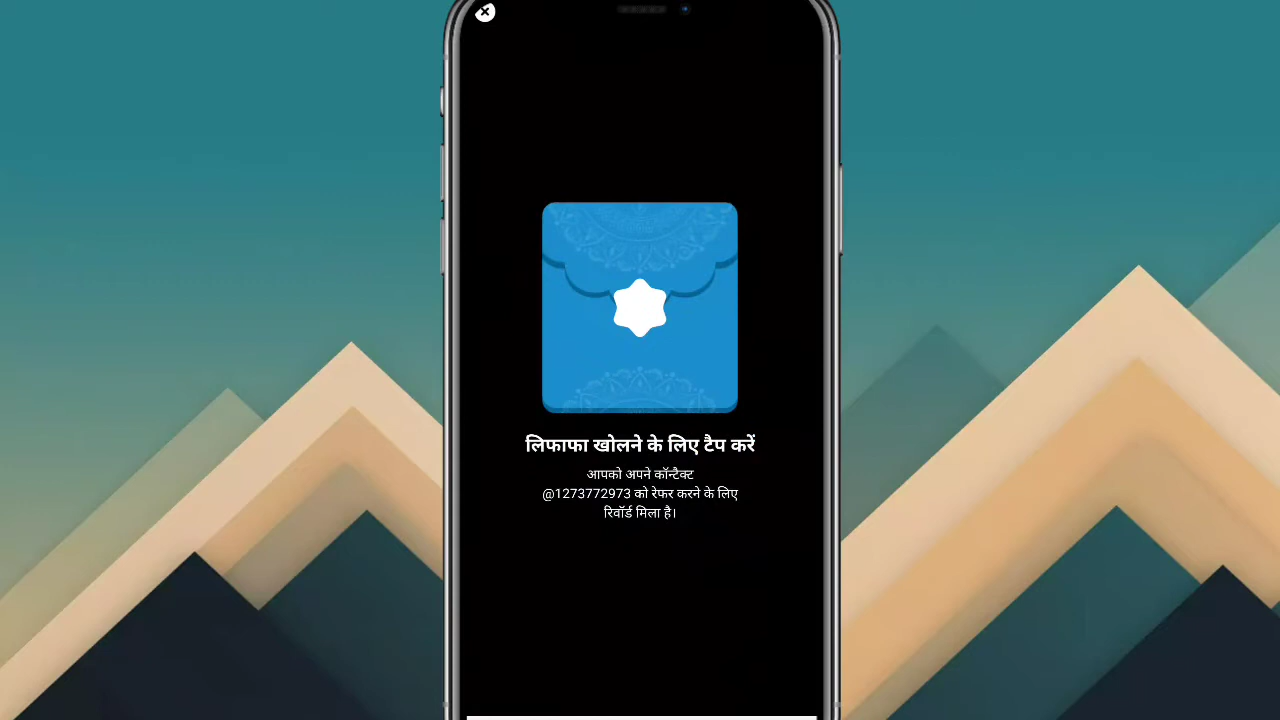 लिफाफा खोलने के लिए टैप करें
आपको अपने कॉन्टैक्ट
@1273772973 को रेफर करने के लिए
रिवॉर्ड मिला है।